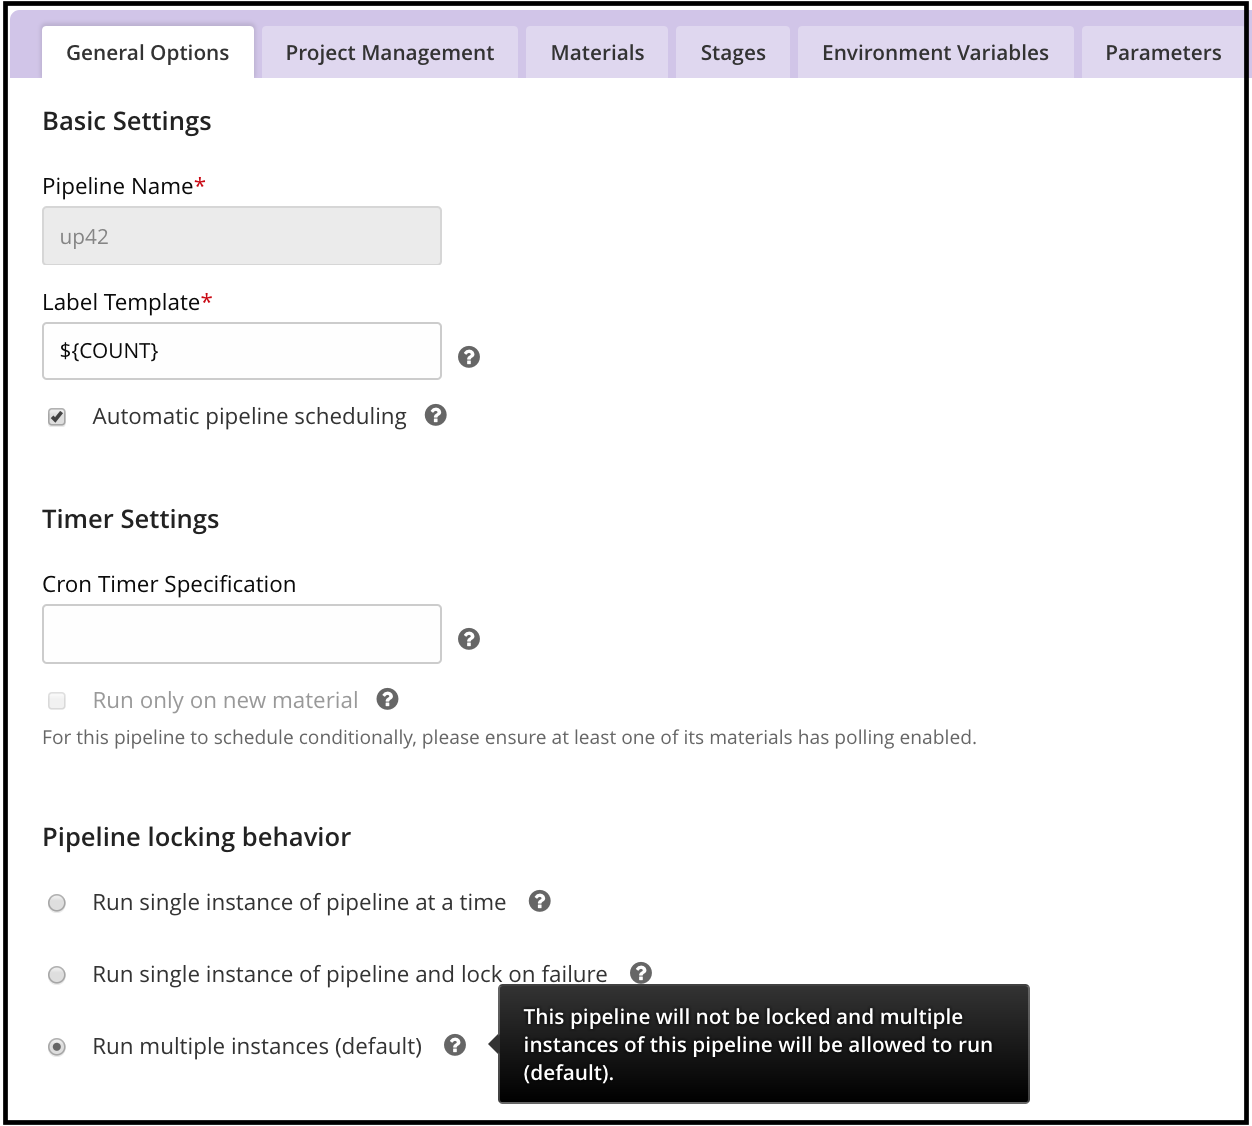 General Options
Project Management
Materials
Stages
Environment Variables
Parameters
Basic Settings
Pipeline Name*
up42
Label Template*
${COUNT}
Automatic pipeline scheduling
Timer Settings
Cron Timer Specification
Run only on new material
For this pipeline to schedule conditionally, please ensure at least one of its materials has polling enabled.
Pipeline locking behavior
Run single instance of pipeline at a time
Run single instance of pipeline and lock on failure
Run multiple instances (default)
This pipeline will not be locked and multiple
instances of this pipeline will be allowed to run
(default).